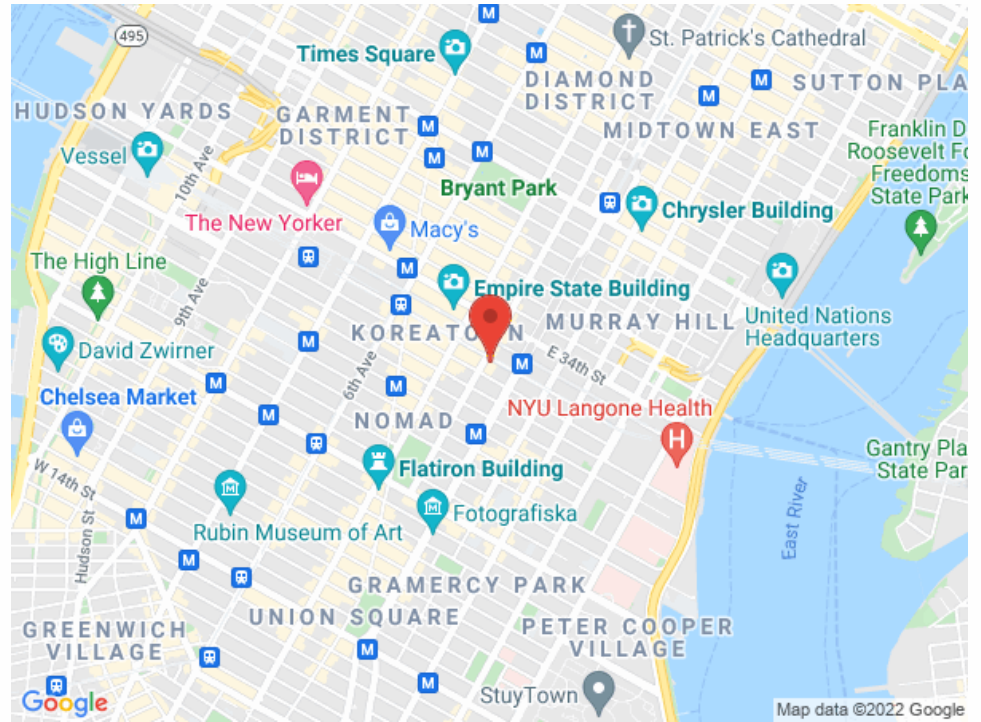 495
Times Square
St. Patrick's Cathedral
DIAMOND
DISTRICT
SUTTON PLA
HUDSON YARDS
GARMENT
DISTRICT
MIDTOWN EAST
Vessel
10th Ave
Franklin D
Roosevelt Fo
Freedoms
State Park
Bryant Park
The New Yorker
Macy's
Chrysler Building
The High Line
9th Ave
Empire State Building
KOREATOWN
MURRAY HILL
United Nations
Headquarters
David Zwirner
6th Ave
E 34th St
Chelsea Market
NOMAD
NYU Langone Health
H
Gantry Pla
State Par
Flatiron Building
W 14th St
Hudson St
Rubin Museum of Art
Fotografiska
East River
GRAMERCY PARK
UNION SQUARE
GREENWICH
VILLAGE
PETER COOPER
VILLAGE
StuyTown
Google
Map data ©2022 Google